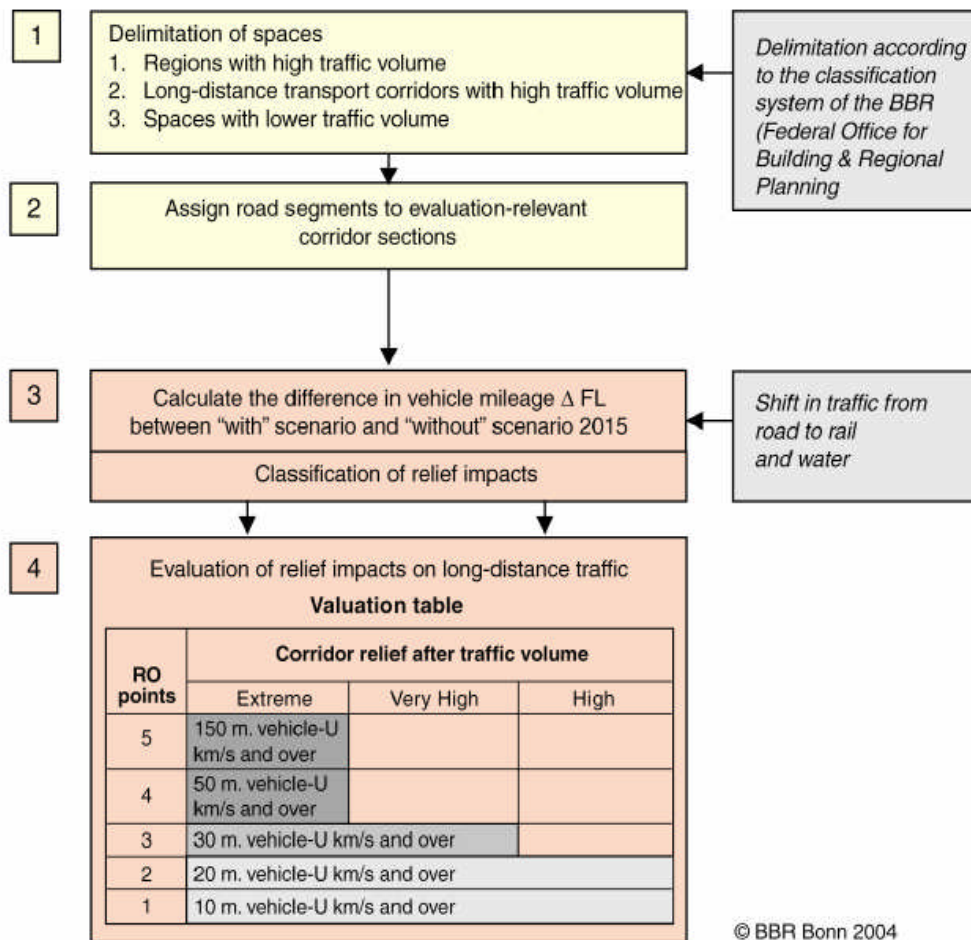 1
Delimitation of spaces
1. Regions with high traffic volume
2. Long-distance transport corridors with high traffic volume
3. Spaces with lower traffic volume
Delimitation according
to the classification
system of the BBR
(Federal Office for
Building & Regional
Planning
2
Assign road segments to evaluation-relevant
corridor sections
3
Calculate the difference in vehicle mileage Δ FL
between “with” scenario and “without” scenario 2015
Classification of relief impacts
Shift in traffic from
road to rail
and water
4
Evaluation of relief impacts on long-distance traffic
Valuation table
RO
points
Corridor relief after traffic volume
Extreme Very High High
5
150 m. vehicle-U
km/s and over
4
50 m. vehicle-U
km/s and over
3 30 m. vehicle-U km/s and over
2 20 m. vehicle-U km/s and over
1 10 m. vehicle-U km/s and over
© BBR Bonn 2004